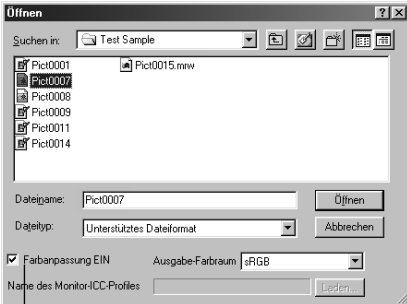 Öffnen
Suchen in: Test Sample
Pict0001 Pict0015.mrw
Pict0007
Pict0008
Pict0009
Pict0011
Pict0014
Dateiname: Pict0007 Öffnen
Dateityp: Unterstütztes Dateiformat Abbrechen
Farbanpassung EIN Ausgabe-Farbraum sRGB
Name des Monitor-ICC-Profiles Laden...